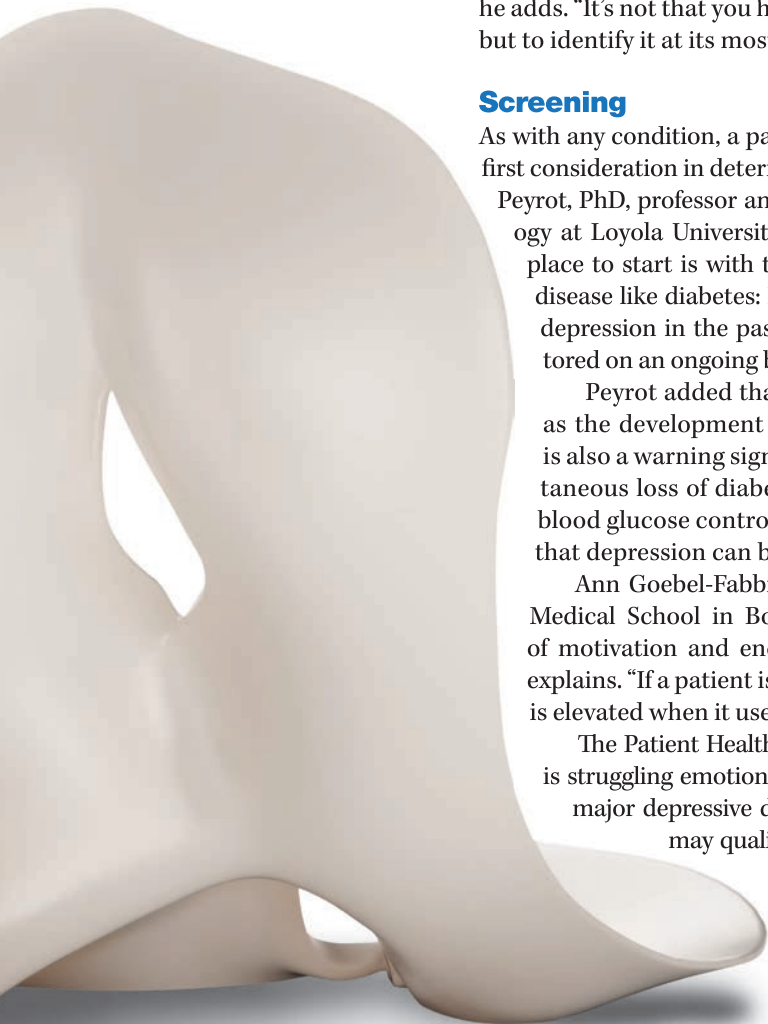 he adds. “It’s not that you h
but to identify it at its most
Screening
As with any condition, a pa
first consideration in deter
Peyrot, PhD, professor an
ogy at Loyola Universit
place to start is with t
disease like diabetes:
depression in the pas
tored on an ongoing b
Peyrot added tha
as the development
is also a warning sign
taneous loss of diabe
blood glucose contro
that depression can b
Ann Goebel-Fabbr
Medical School in Bo
of motivation and ene
explains. “If a patient is
is elevated when it use
The Patient Health
is struggling emotion
major depressive d
may quali